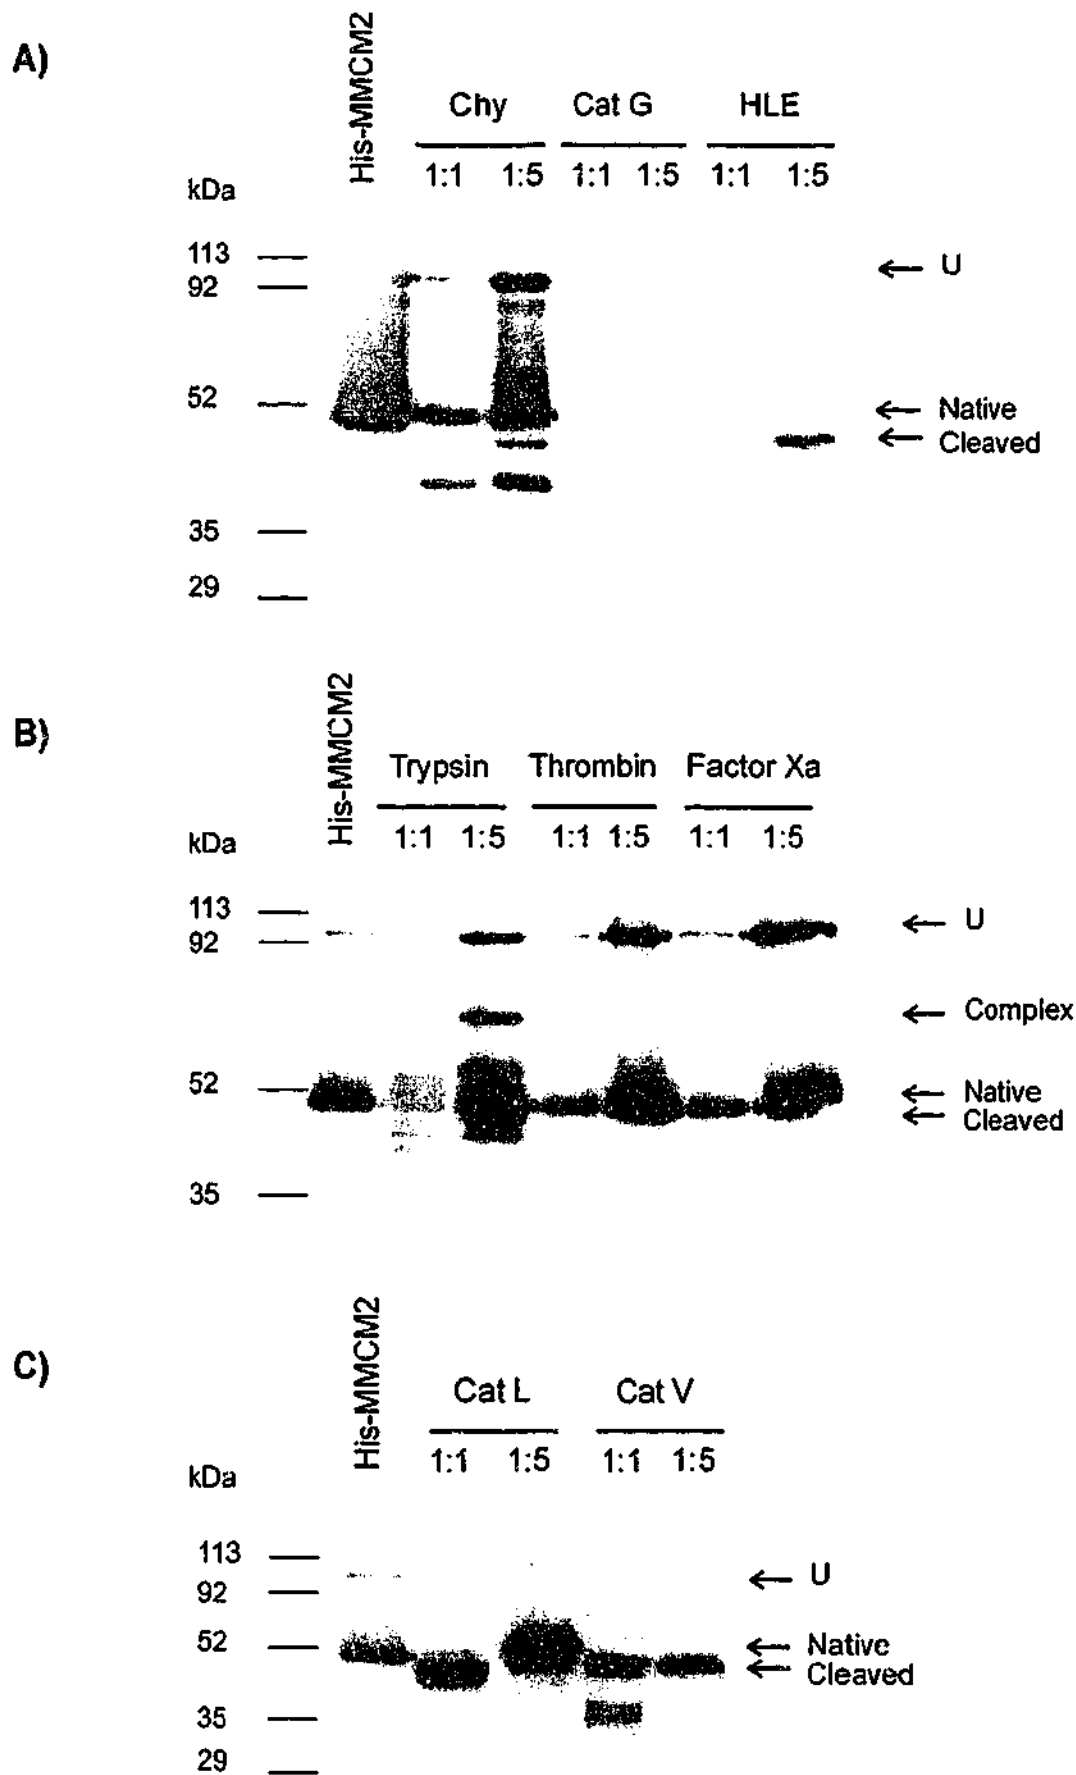 A)
His-MMCM2
Chy Cat G HLE
1:1 1:5 1:1 1:5 1:1 1:5
kDa
113
92
52
35
29
U
Native
Cleaved
B)
His-MMCM2
Trypsin Thrombin Factor Xa
1:1 1:5 1:1 1:5 1:1 1:5
kDa
113
92
52
35
U
Complex
Native
Cleaved
C)
His-MMCM2
Cat L Cat V
1:1 1:5 1:1 1:5
kDa
113
92
52
35
29
U
Native
Cleaved